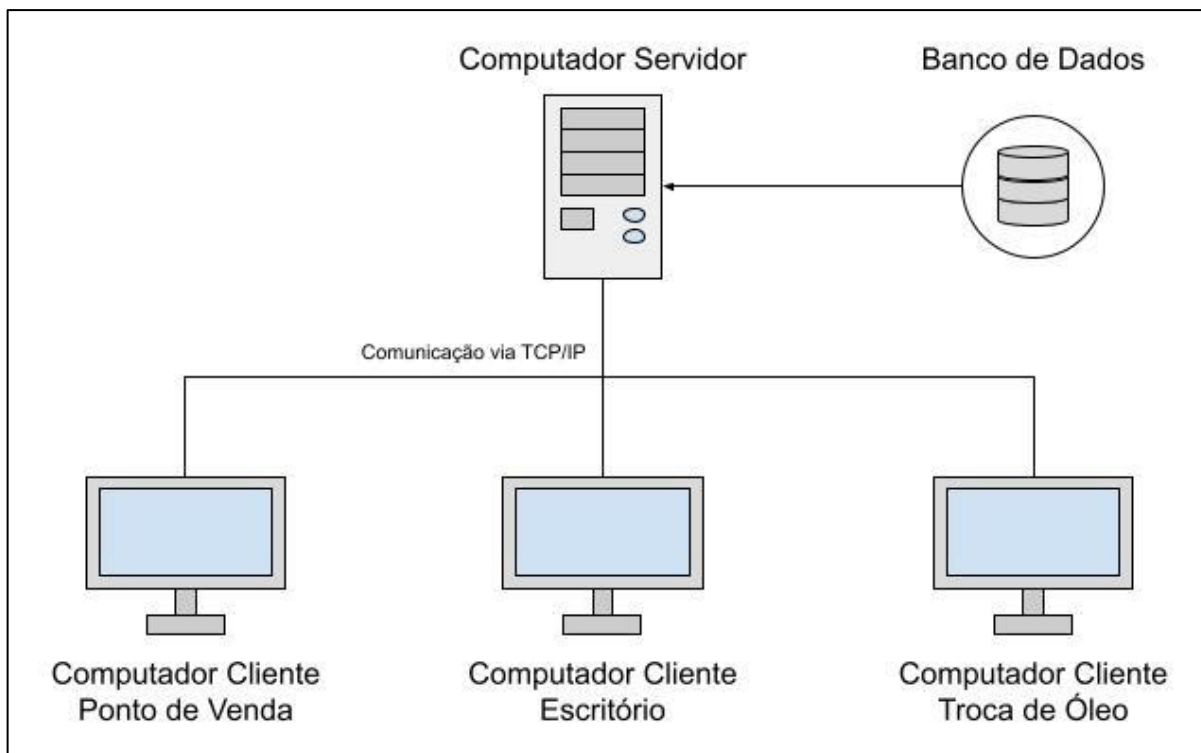 Computador Servidor
Banco de Dados
Comunicação via TCP/IP
Computador Cliente
Ponto de Venda
Computador Cliente
Escritório
Computador Cliente
Troca de Óleo